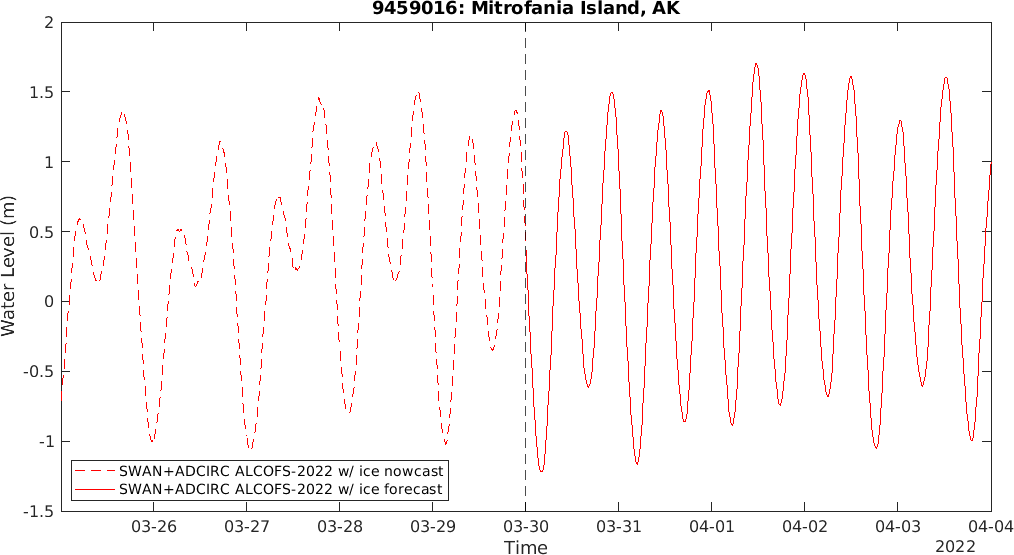 9459016: Mitrofania Island, AK
2
1.5
1
0.5
0
-0.5
-1
-1.5
Water Level (m)
SWAN+ADCIRC ALCOFS-2022 w/ ice nowcast
SWAN+ADCIRC ALCOFS-2022 w/ ice forecast
03-26 03-27 03-28 03-29 03-30 03-31 04-01 04-02 04-03 04-04
Time
2022